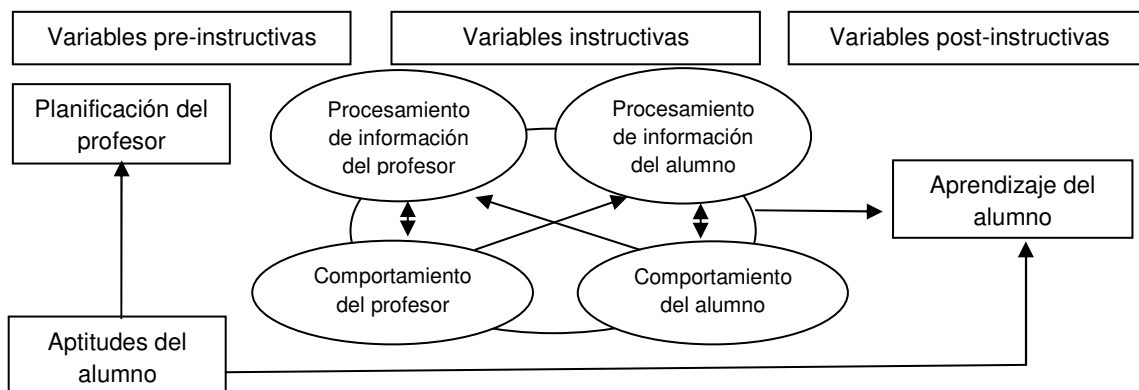 Variables pre-instructivas
Variables instructivas
Variables post-instructivas
Planificación del
profesor
Procesamiento
de información
del profesor
Procesamiento
de información
del alumno
Aprendizaje del
alumno
Comportamiento
del profesor
Comportamiento
del alumno
Aptitudes del
alumno